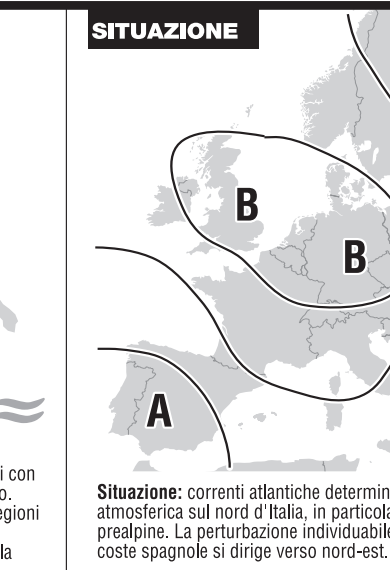 SITUAZIONE
B
B
A
i con
o.
egioni
la
Situazione: correnti atlantiche determin
atmosferica sul nord d'Italia, in particola
prealpine. La perturbazione individuabile
coste spagnole si dirige verso nord-est.